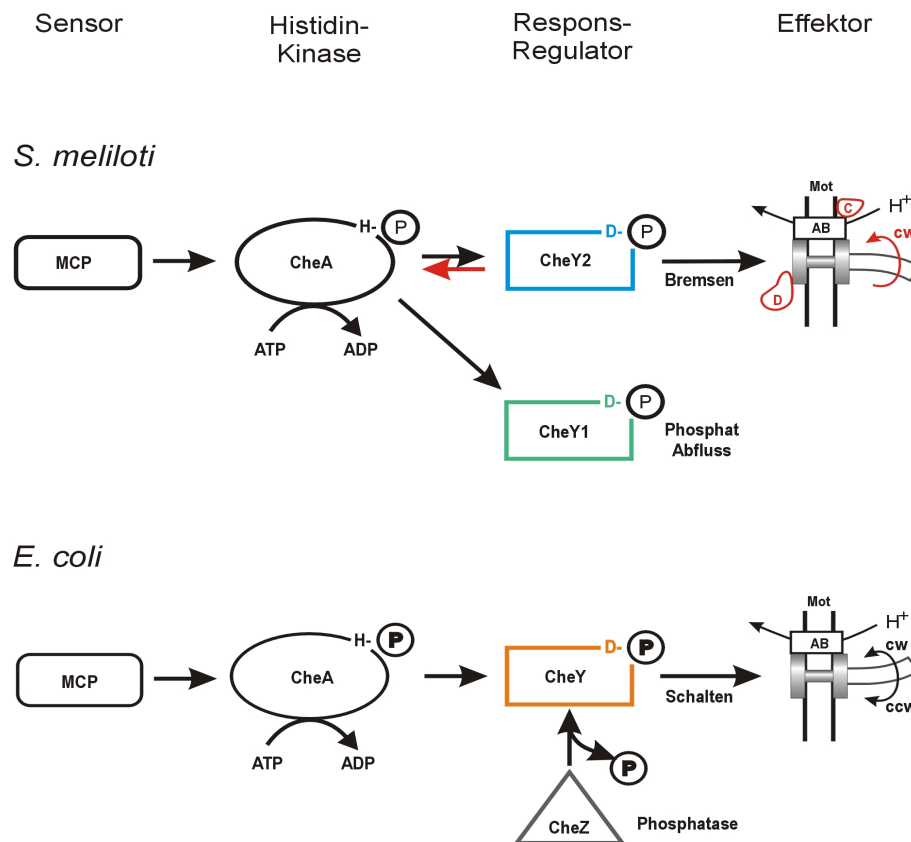 Sensor
Histidin-
Kinase
Respons-
Regulator
Effektor
S. meliloti
MCP
CheA
H-
P
ATP
ADP
CheY2
D-
P
Bremsen
Mot
C
H+
AB
cw
D
CheY1
D-
P
Phosphat
Abfluss
E. coli
MCP
CheA
H-
P
ATP
ADP
CheY
D-
P
Schalten
Mot
H+
AB
cw
ccw
P
CheZ
Phosphatase